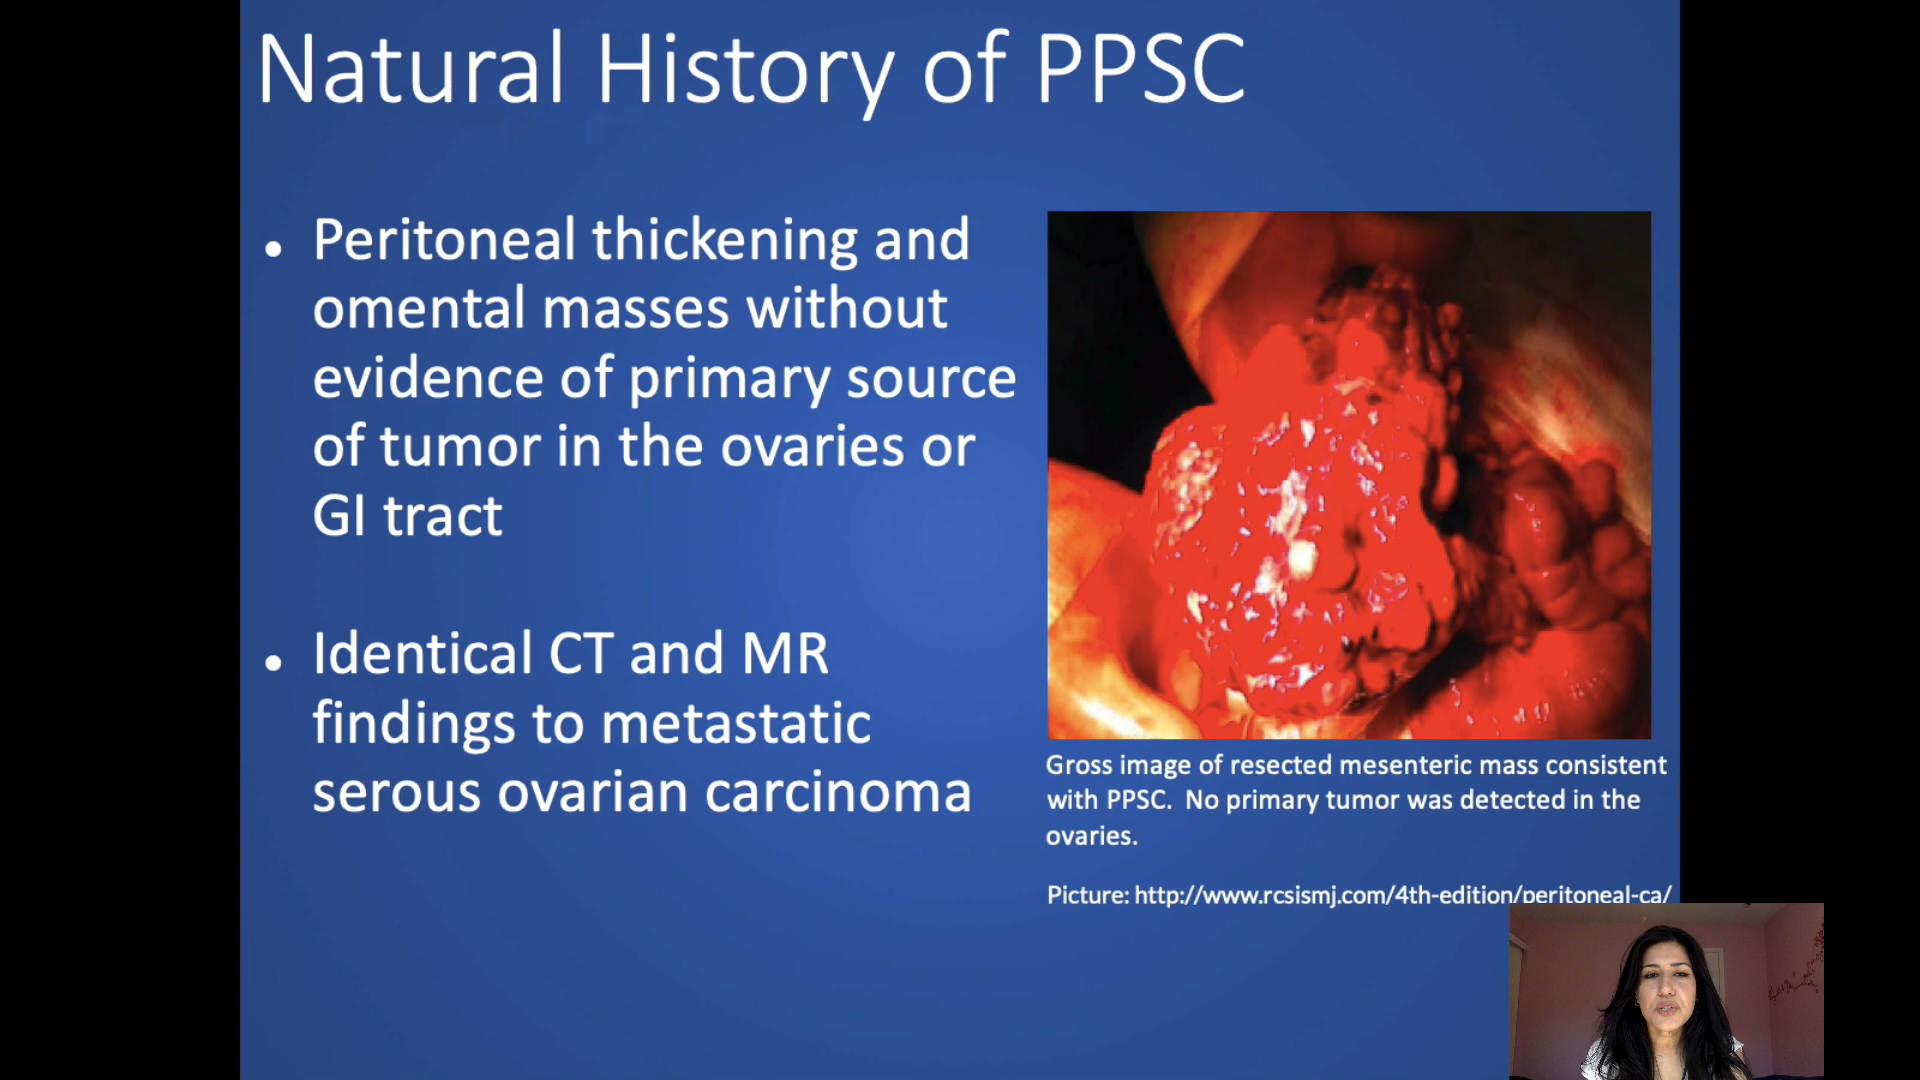 Natural History of PPSC
• Peritoneal thickening and
omental masses without
evidence of primary source
of tumor in the ovaries or
GI tract
• Identical CT and MR
findings to metastatic
serous ovarian carcinoma
Gross image of resected mesenteric mass consistent
with PPSC. No primary tumor was detected in the
ovaries.
Picture: http://www.rcsismj.com/4th-edition/peritoneal-ca/